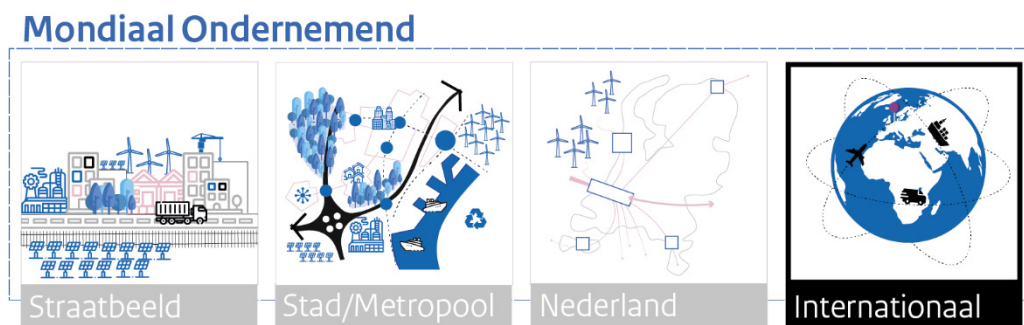 Mondiaal Ondernemend
Straatbeeld
Stad/Metropool
Nederland
Internationaal